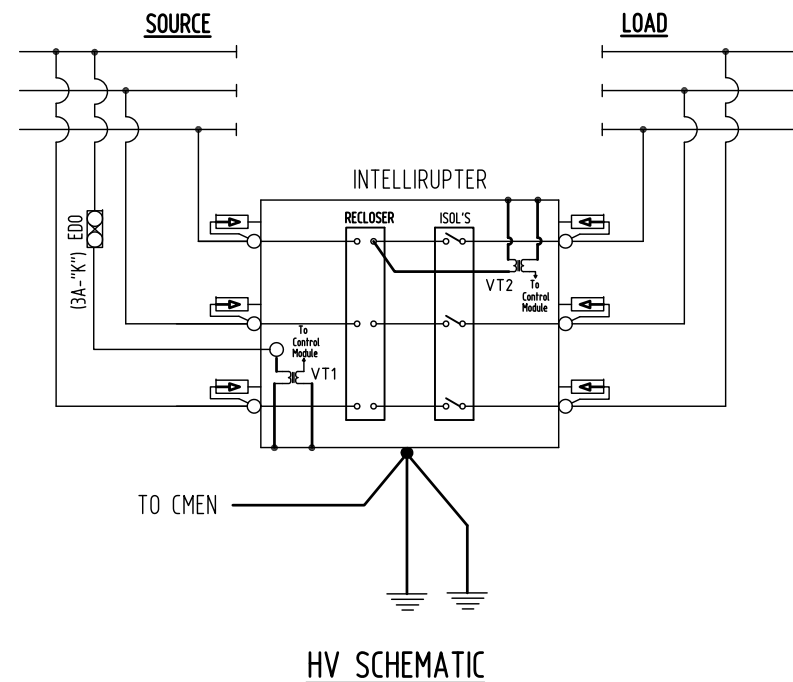 SOURCE
LOAD
INTELLIRUPTER
RECLOSER
ISOL'S
EDO
(3A-"K")
VT2
To
Control
Module
To
Control
Module
VT1
TO CMEN
HV SCHEMATIC